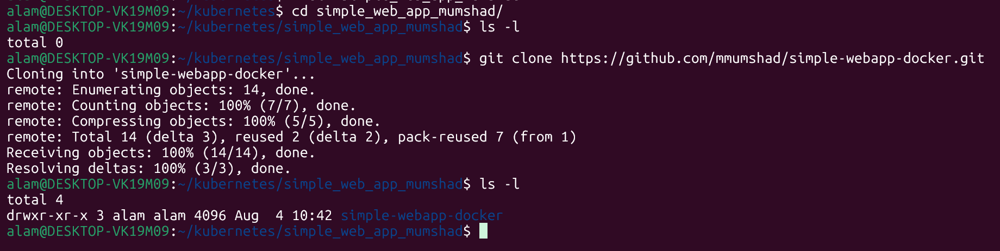 alam@DESKTOP-VK19M09:~/kubernetes$ cd simple_web_app_mumshad/
alam@DESKTOP-VK19M09:~/kubernetes/simple_web_app_mumshad$ ls -l
total 0
alam@DESKTOP-VK19M09:~/kubernetes/simple_web_app_mumshad$ git clone https://github.com/mmumshad/simple-webapp-docker.git
Cloning into 'simple-webapp-docker'...
remote: Enumerating objects: 14, done.
remote: Counting objects: 100% (7/7), done.
remote: Compressing objects: 100% (5/5), done.
remote: Total 14 (delta 3), reused 2 (delta 2), pack-reused 7 (from 1)
Receiving objects: 100% (14/14), done.
Resolving deltas: 100% (3/3), done.
alam@DESKTOP-VK19M09:~/kubernetes/simple_web_app_mumshad$ ls -l
total 4
drwxr-xr-x 3 alam alam 4096 Aug  4 10:42 simple-webapp-docker
alam@DESKTOP-VK19M09:~/kubernetes/simple_web_app_mumshad$